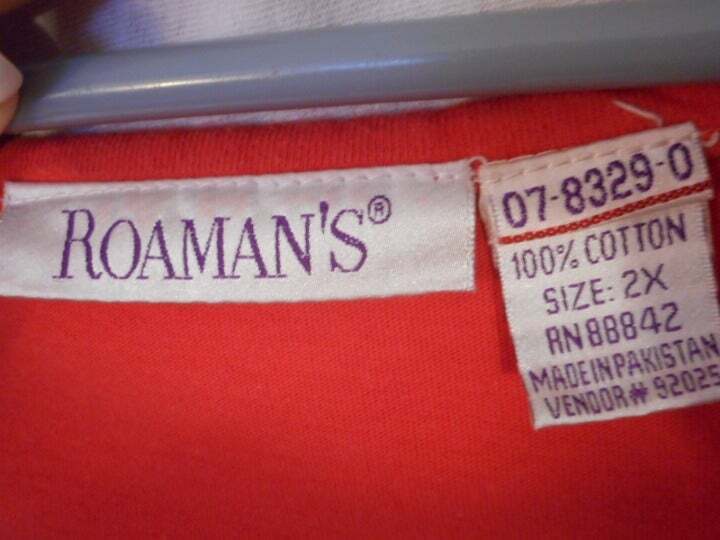 ROAMAN'S®
07-8329-0
100% COTTON
SIZE: 2X
RN 88842
MADE IN PAKISTAN
VENDOR# 92025